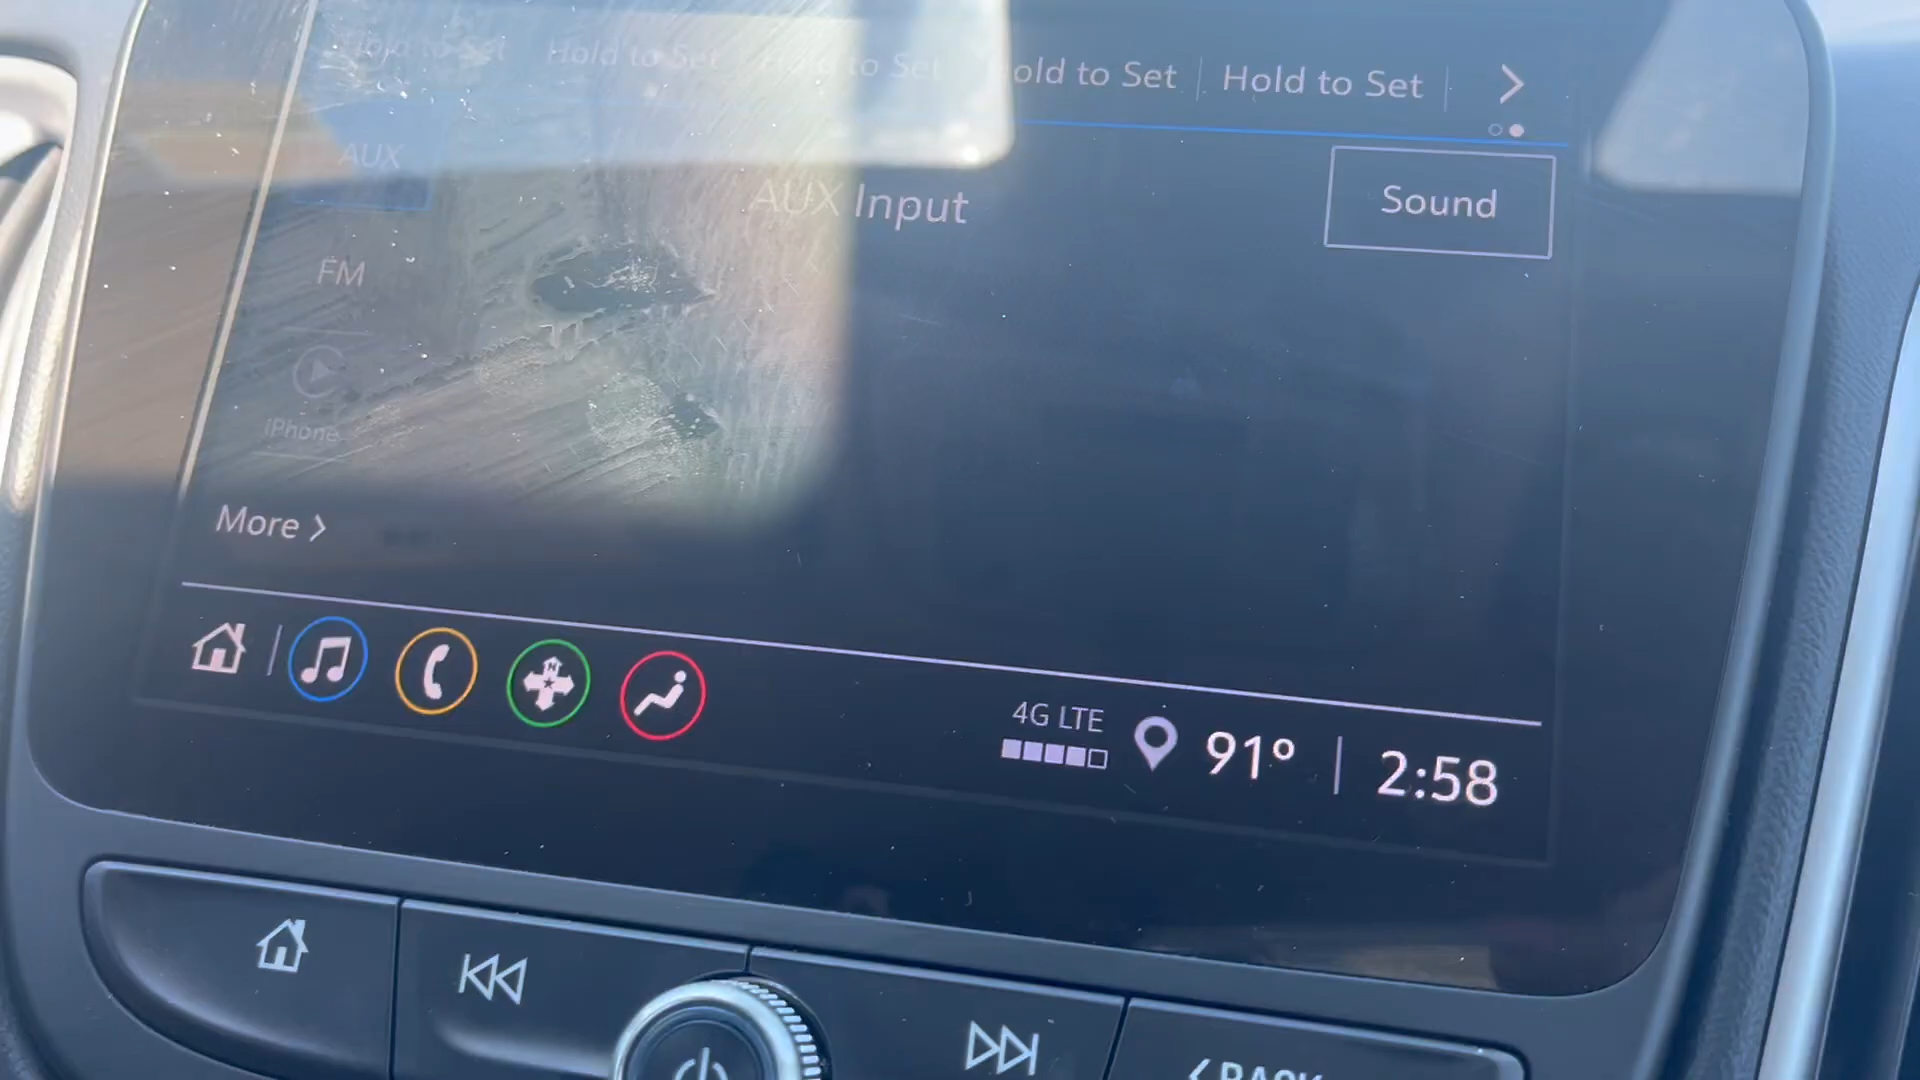 Hold to Set Hold to Set Hold to Set Hold to Set Hold to Set
AUX
AUX Input
Sound
FM
iPhone
More
4G LTE
91° 2:58
BACK